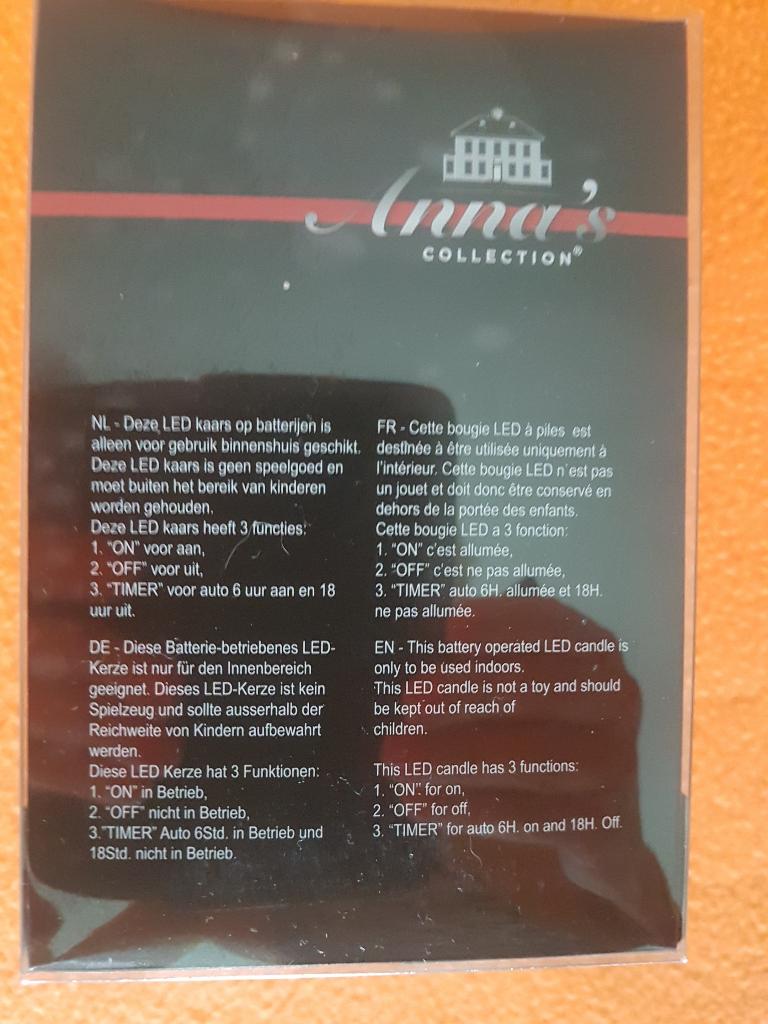 Anna's
COLLECTION®
NL - Deze LED kaars op batterijen is
alleen voor gebruik binnenshuis geschikt.
Deze LED kaars is geen speelgoed en
moet buiten het bereik van kinderen
worden gehouden.
Deze LED kaars heeft 3 functies:
1. “ON” voor aan,
2. “OFF” voor uit,
3. “TIMER” voor auto 6 uur aan en 18
uur uit.
FR - Cette bougie LED à piles est
destînée à être utilisée uniquement à
l'intérieur. Cette bougie LED n'est pas
un jouet et doit donc être conservé en
dehors de la portée des enfants.
Cette bougie LED a 3 fonction:
1. “ON” c'est allumée,
2. “OFF” c'est ne pas allumée,
3. “TIMER” auto 6H. allumée et 18H.
ne pas allumée.
DE - Diese Batterie-betriebenes LED-
Kerze ist nur für den Innenbereich
geeignet. Dieses LED-Kerze ist kein
Spielzeug und sollte ausserhalb der
Reichweite von Kindern aufbewahrt
werden.
Diese LED Kerze hat 3 Funktionen:
1. “ON” in Betrieb,
2. “OFF” nicht in Betrieb,
3.“TIMER” Auto 6Std. in Betrieb und
18Std. nicht in Betrieb.
EN - This battery operated LED candle is
only to be used indoors.
This LED candle is not a toy and should
be kept out of reach of
children.
This LED candle has 3 functions:
1. “ON” for on,
2. “OFF” for off,
3. “TIMER” for auto 6H. on and 18H. Off.